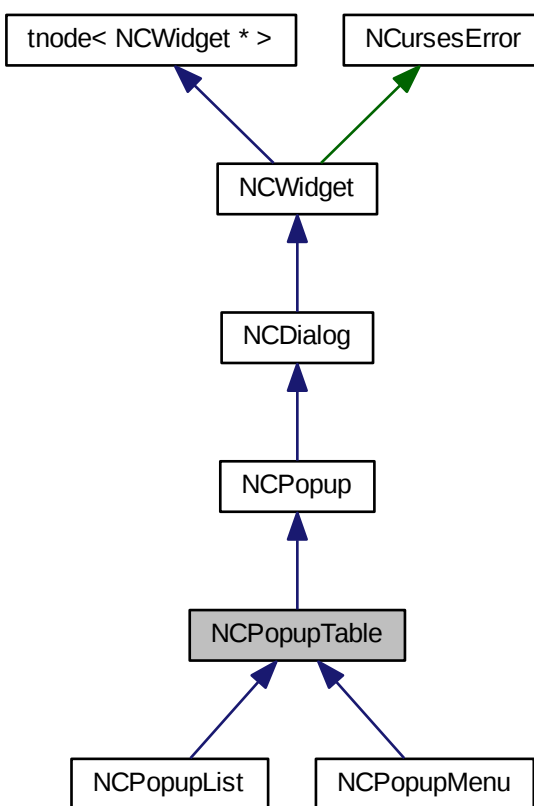 tnode< NCWidget * >
NCursesError
NCWidget
NCDialog
NCPopup
NCPopupTable
NCPopupList
NCPopupMenu